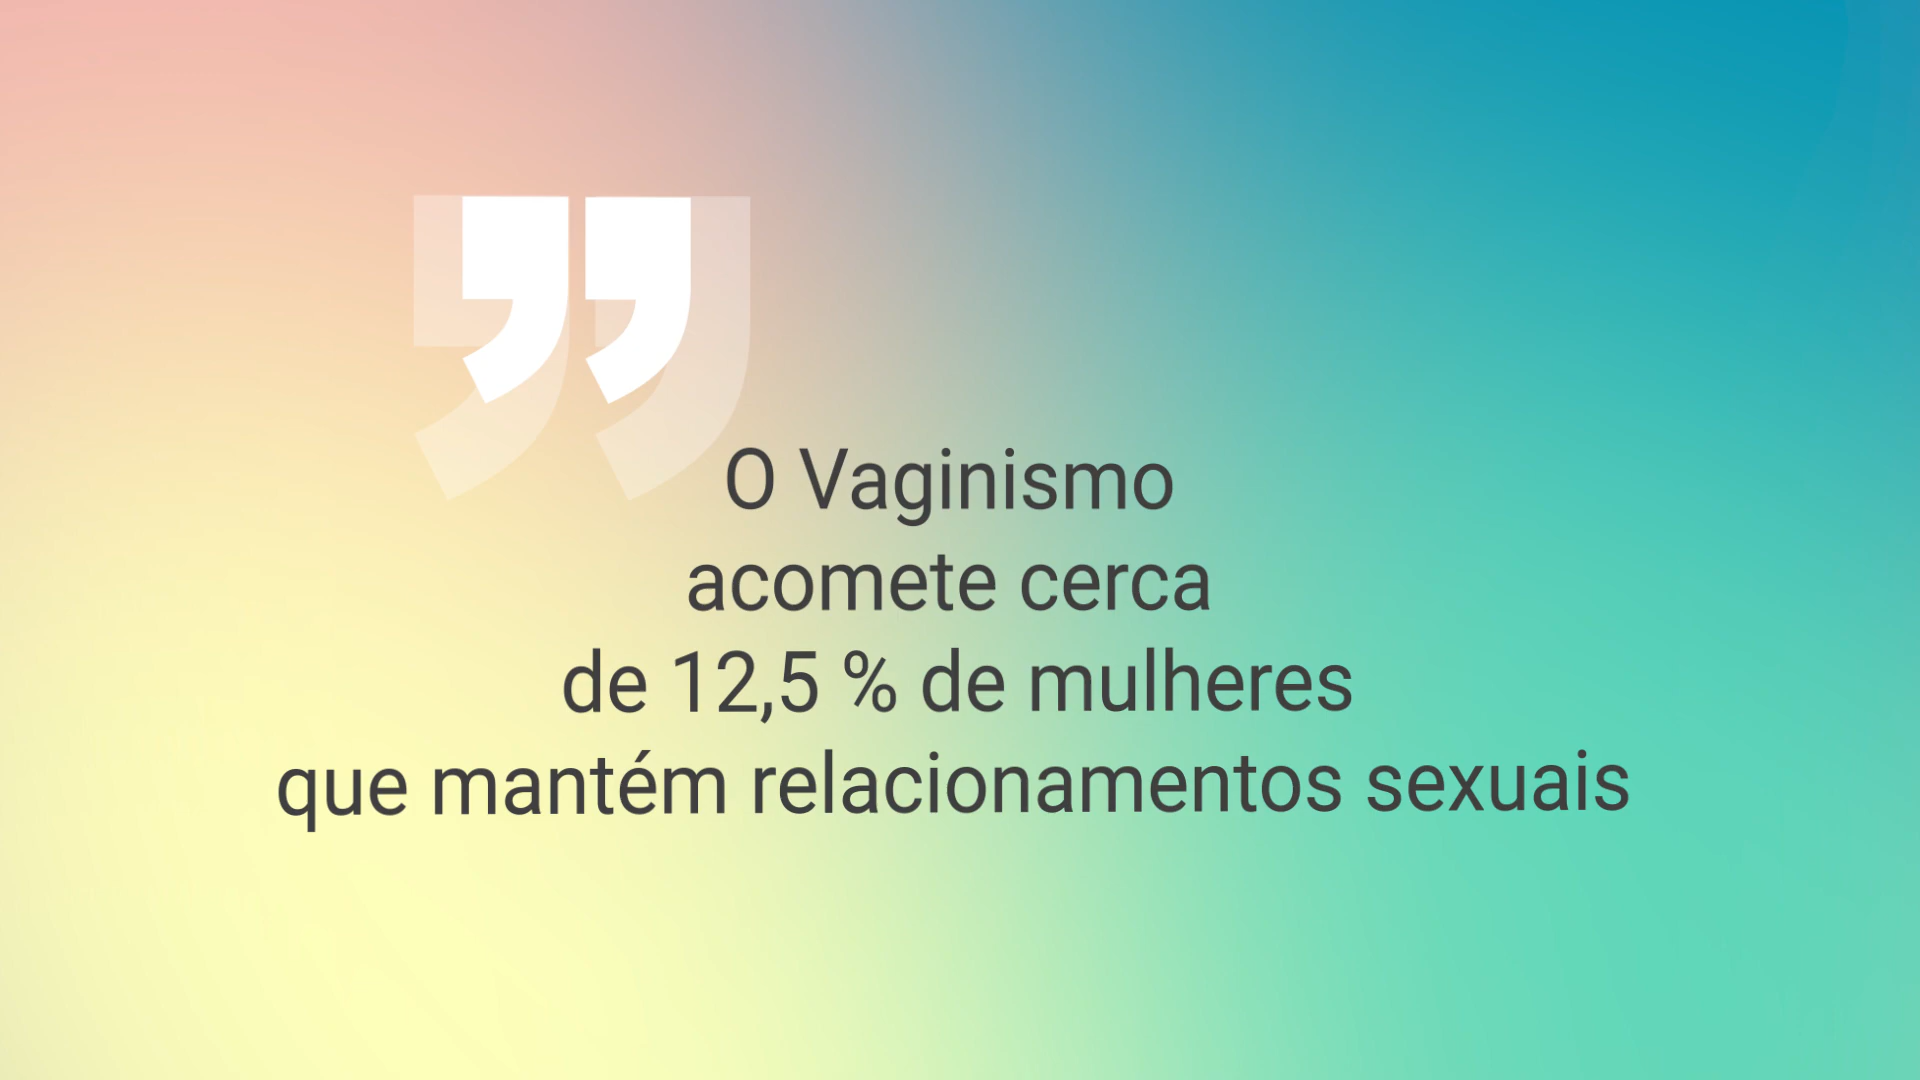 O Vaginismo
acomete cerca
de 12,5 % de mulheres
que mantém relacionamentos sexuais